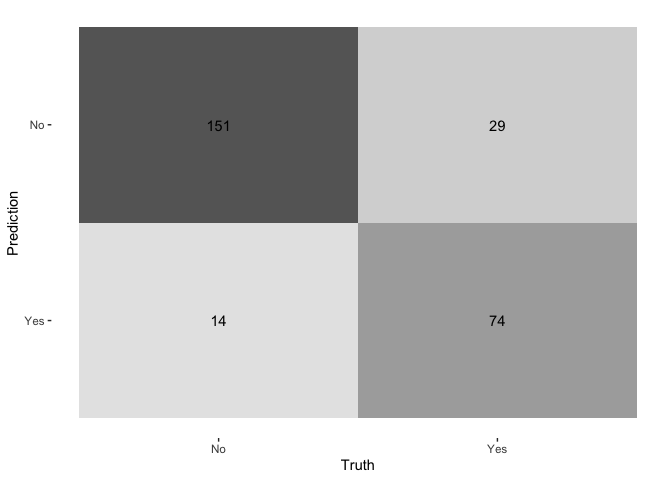 No
151
29
Prediction
Yes
14
74
No
Yes
Truth